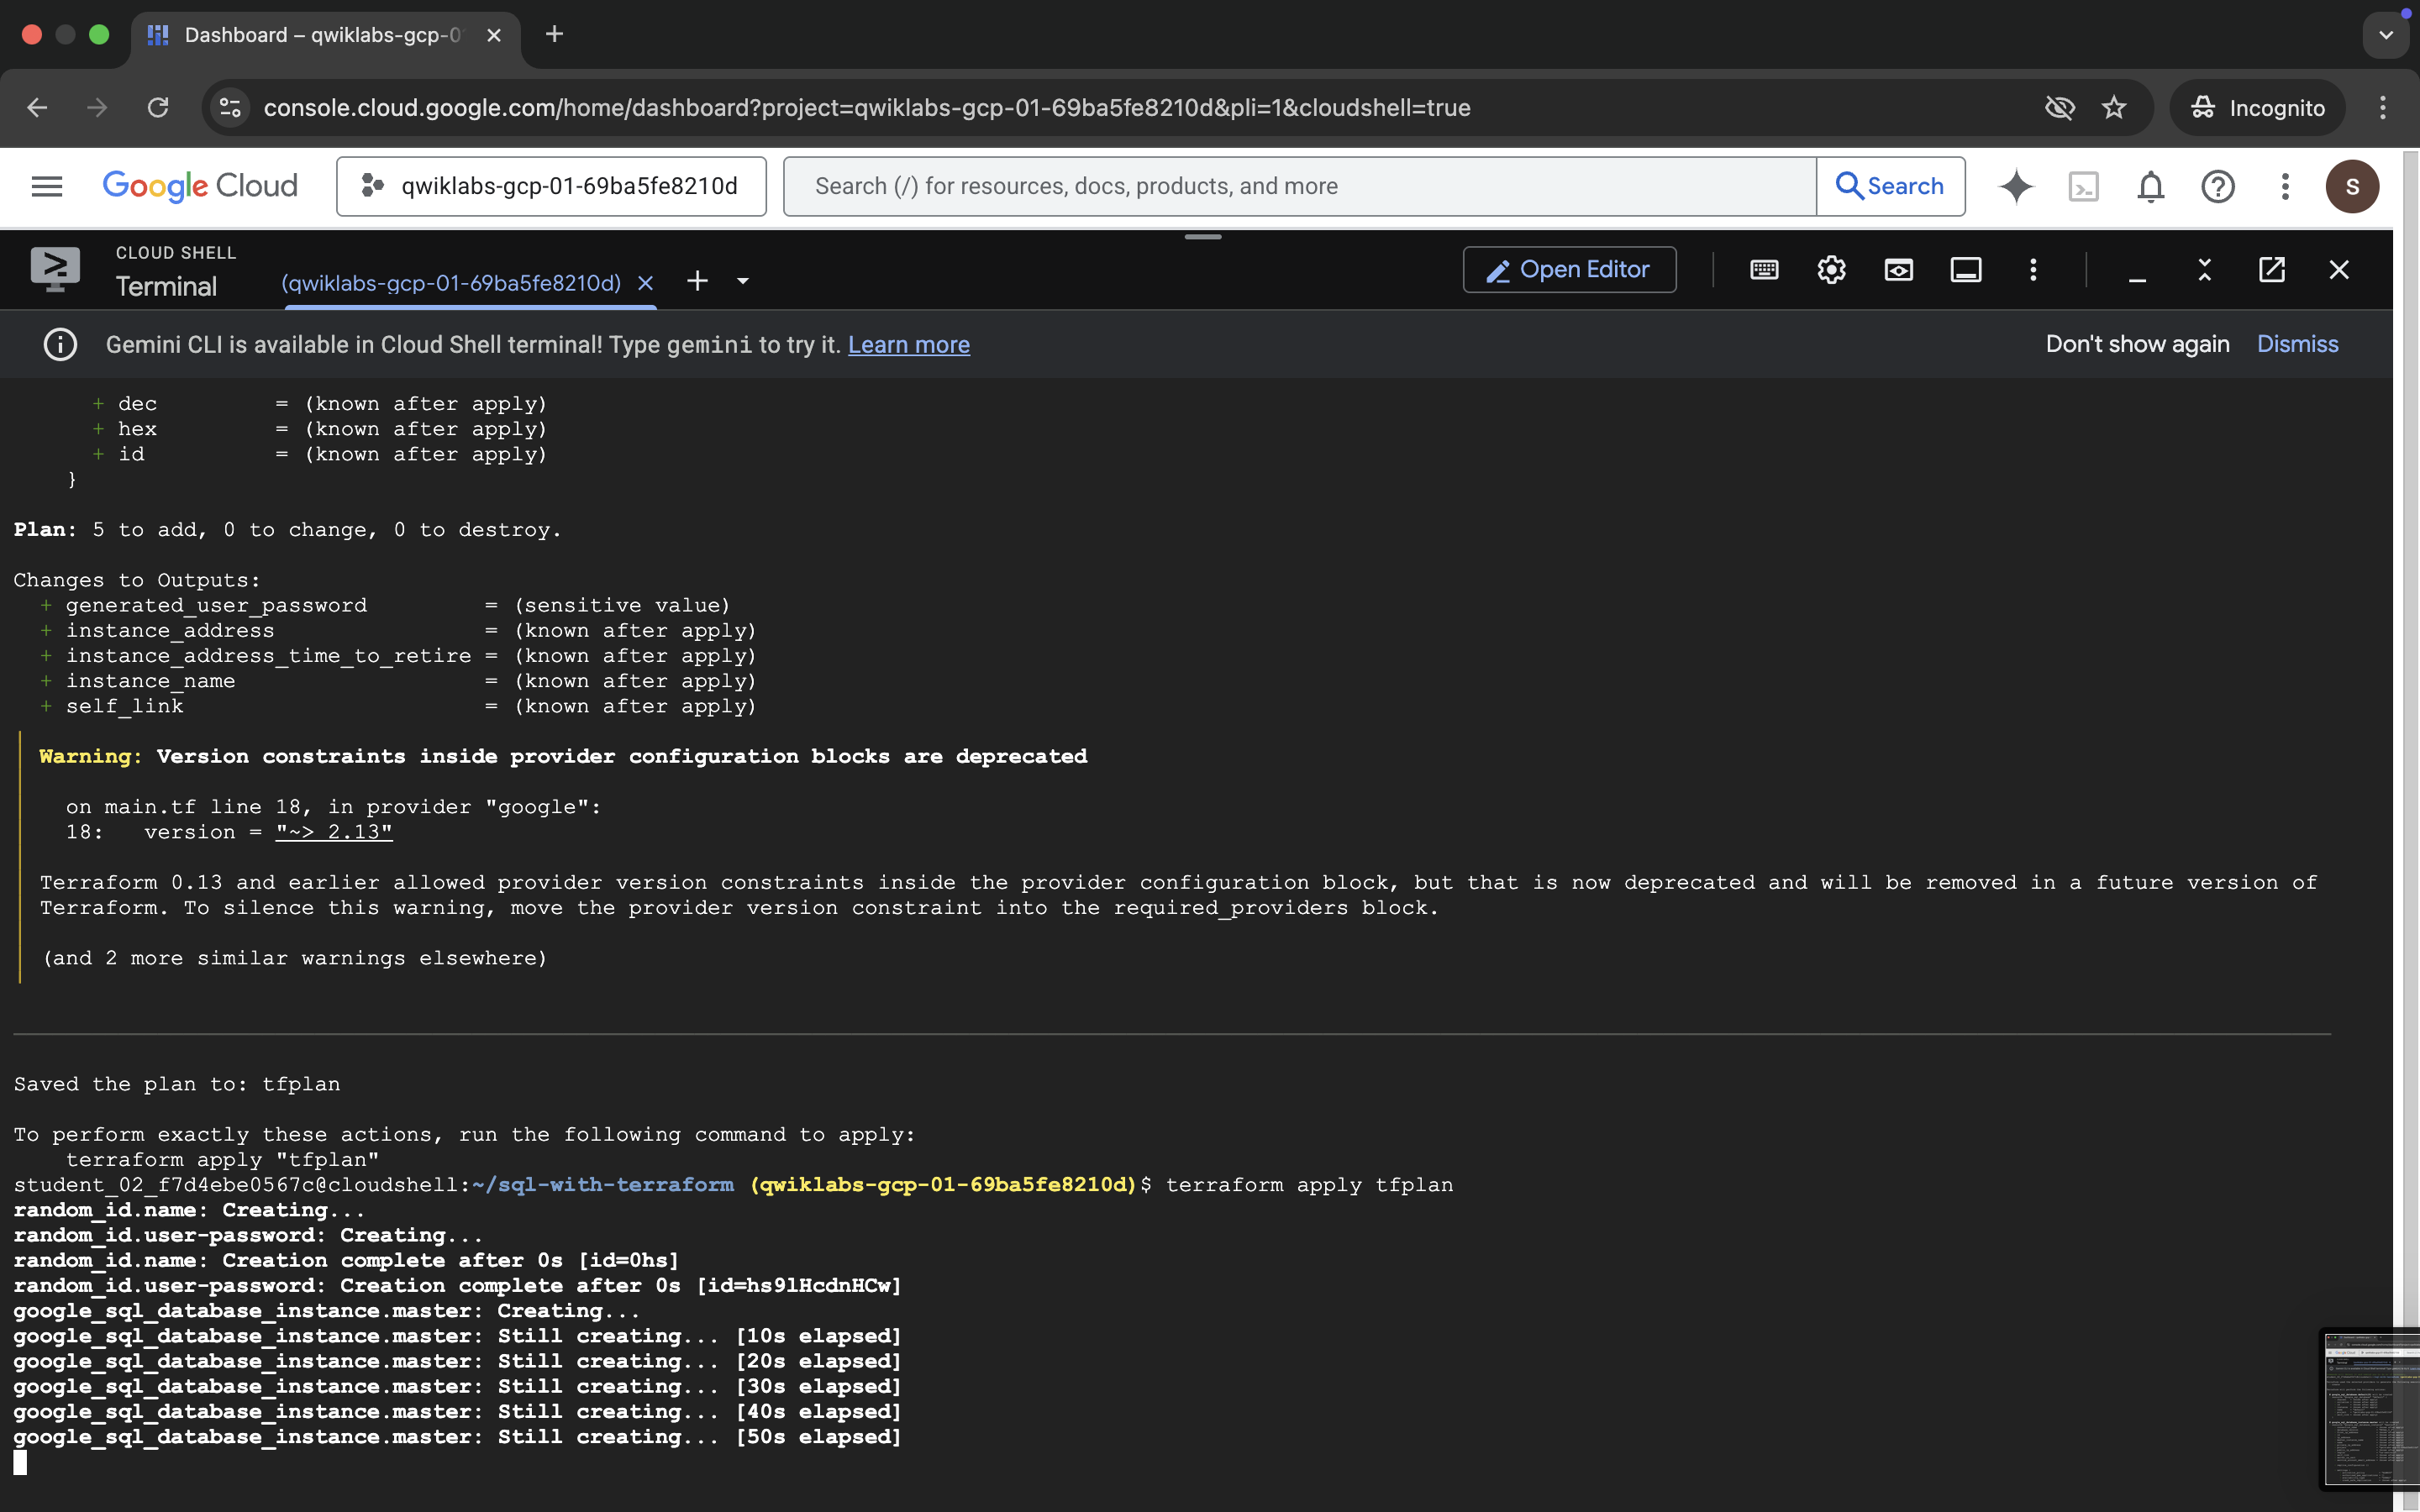 Dashboard – qwiklabs-gcp-0
console.cloud.google.com/home/dashboard?project=qwiklabs-gcp-01-69ba5fe8210d&pli=1&cloudshell=true
Incognito
Google Cloud
qwiklabs-gcp-01-69ba5fe8210d
Search (/) for resources, docs, products, and more
Search
S
CLOUD SHELL
Terminal
(qwiklabs-gcp-01-69ba5fe8210d)
Open Editor
Gemini CLI is available in Cloud Shell terminal! Type gemini to try it. Learn more
Don't show again
Dismiss
+ dec = (known after apply)
+ hex = (known after apply)
+ id = (known after apply)
}
Plan: 5 to add, 0 to change, 0 to destroy.
Changes to Outputs:
+ generated_user_password = (sensitive value)
+ instance_address = (known after apply)
+ instance_address_time_to_retire = (known after apply)
+ instance_name = (known after apply)
+ self_link = (known after apply)
Warning: Version constraints inside provider configuration blocks are deprecated
on main.tf line 18, in provider "google":
18: version = "~> 2.13"
Terraform 0.13 and earlier allowed provider version constraints inside the provider configuration block, but that is now deprecated and will be removed in a future version of
Terraform. To silence this warning, move the provider version constraint into the required_providers block.
(and 2 more similar warnings elsewhere)
Saved the plan to: tfplan
To perform exactly these actions, run the following command to apply:
terraform apply "tfplan"
student_02_f7d4ebe0567c@cloudshell:~/sql-with-terraform (qwiklabs-gcp-01-69ba5fe8210d)$ terraform apply tfplan
random_id.name: Creating...
random_id.user-password: Creating...
random_id.name: Creation complete after 0s [id=0hs]
random_id.user-password: Creation complete after 0s [id=hs9lHcdnHCw]
google_sql_database_instance.master: Creating...
google_sql_database_instance.master: Still creating... [10s elapsed]
google_sql_database_instance.master: Still creating... [20s elapsed]
google_sql_database_instance.master: Still creating... [30s elapsed]
google_sql_database_instance.master: Still creating... [40s elapsed]
google_sql_database_instance.master: Still creating... [50s elapsed]